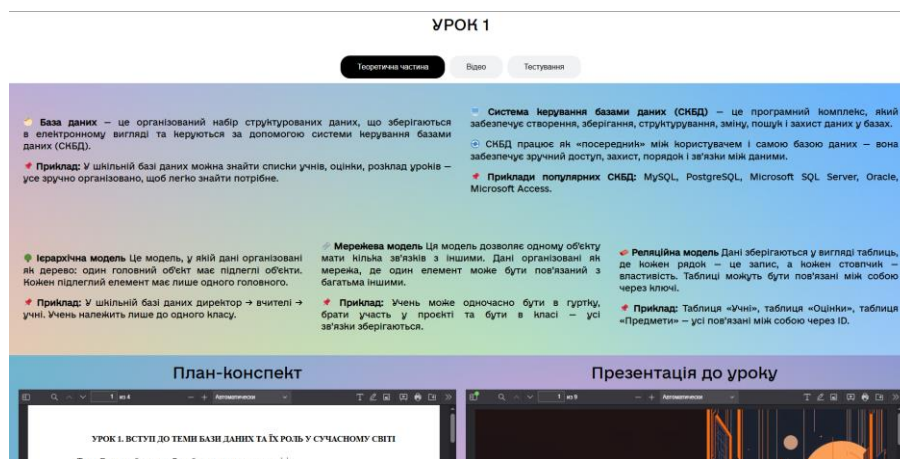 УРОК 1
Теоретична частина
Відео
Тестування
База даних – це організований набір структурованих даних, що зберігаються
в електронному вигляді та керуються за допомогою системи керування базами
даних (СКБД).
Приклад: У шкільній базі даних можна знайти списки учнів, оцінки, розклад уроків –
усе зручно організовано, щоб легко знайти потрібне.
Система керування базами даних (СКБД) – це програмний комплекс, який
забезпечує створення, зберігання, структурування, зміну, пошук і захист даних у базах.
СКБД працює як «посередник» між користувачем і самою базою даних – вона
забезпечує зручний доступ, захист, порядок і зв'язки між даними.
Приклади популярних СКБД: MySQL, PostgreSQL, Microsoft SQL Server, Oracle,
Microsoft Access.
Ієрархічна модель Це модель, у якій дані організовані
як дерево: один головний об'єкт має підлеглі об'єкти.
Кожен підлеглий елемент має лише одного головного.
Приклад: У шкільній базі даних директор → вчителі →
учні. Учень належить лише до одного класу.
Мережева модель Ця модель дозволяє одному об'єкту
мати кілька зв'язків з іншими. Дані організовані як
мережа, де один елемент може бути пов'язаний з
багатьма іншими.
Приклад: Учень може одночасно бути в гуртку,
брати участь у проєкті та бути в класі – усі
зв'язки зберігаються.
Реляційна модель Дані зберігаються у вигляді таблиць,
де кожен рядок – це запис, а кожен стовпчик –
властивість. Таблиці можуть бути пов'язані між собою
через ключі.
Приклад: Таблиця «Учні», таблиця «Оцінки», таблиця
«Предмети» – усі пов'язані між собою через ID.
План-конспект
1 из 4
Автоматически
УРОК 1. ВСТУП ДО ТЕМИ БАЗИ ДАНИХ ТА ЇХ РОЛЬ У СУЧАСНОМУ СВІТІ
Презентація до уроку
1 из 9
Автоматически